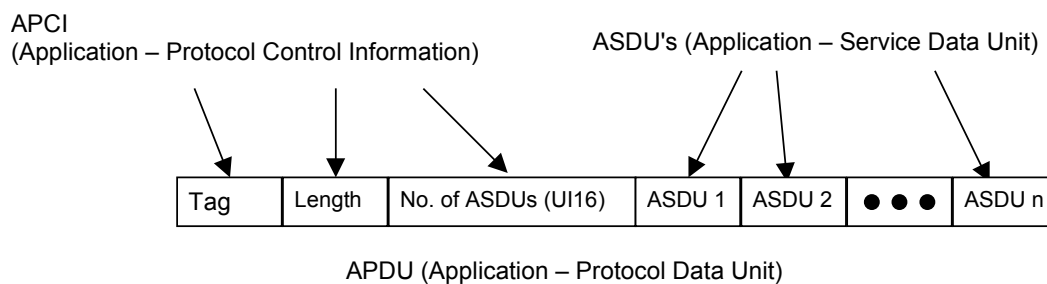 APCI
(Application – Protocol Control Information)
ASDU's (Application – Service Data Unit)
Tag
Length
No. of ASDUs (UI16)
ASDU 1
ASDU 2
●●●
ASDU n
APDU (Application – Protocol Data Unit)